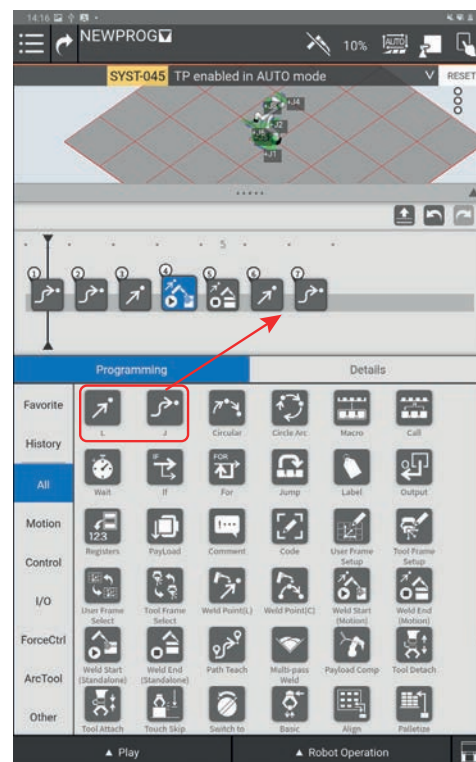 14:16
NEWPROG
10%
AUTO
SYST-045 TP enabled in AUTO mode
RESET
J4
J2
J1
5
1 2 3 4 5 6 7
Programming Details
Favorite
History
All
Motion
Control
I/O
ForceCtrl
ArcTool
Other
L J Circular Circle Arc Macro Call
Wait If For Jump Label Output
Registers PayLoad Comment Code User Frame Setup Tool Frame Setup
User Frame Select Tool Frame Select Weld Point(L) Weld Point(C) Weld Start (Motion) Weld End (Motion)
Weld Start (Standalone) Weld End (Standalone) Path Teach Multi-pass Weld Payload Comp Tool Detach
Tool Attach Touch Skip Switch to Basic Align Palletize
IF
FOR
123
▲ Play ▲ Robot Operation